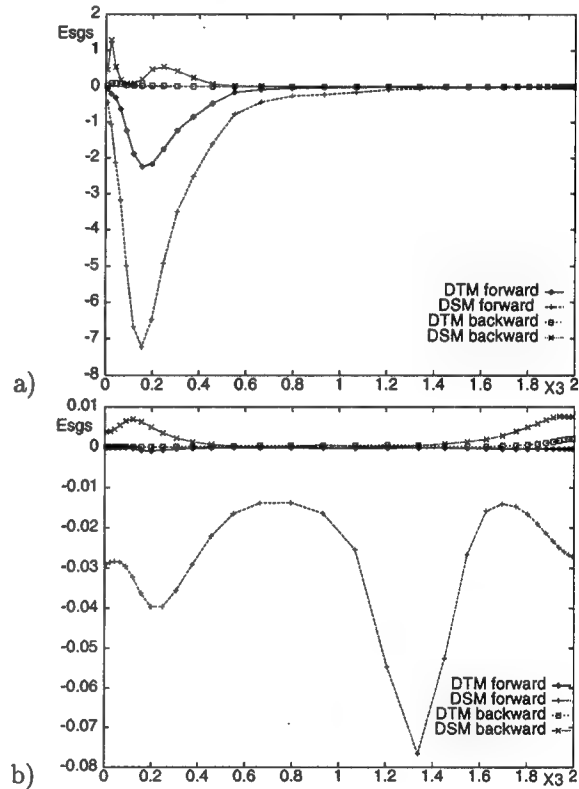 Esgs
2
1
0
-1
-2
-3
-4
-5
-6
-7
-8
DTM forward
DSM forward
DTM backward
DSM backward
a)
0 0.2 0.4 0.6 0.8 1 1.2 1.4 1.6 1.8 X3 2
0.01
Esgs
0
-0.01
-0.02
-0.03
-0.04
-0.05
-0.06
-0.07
-0.08
DTM forward
DSM forward
DTM backward
DSM backward
b)
0 0.2 0.4 0.6 0.8 1 1.2 1.4 1.6 1.8 X3 2